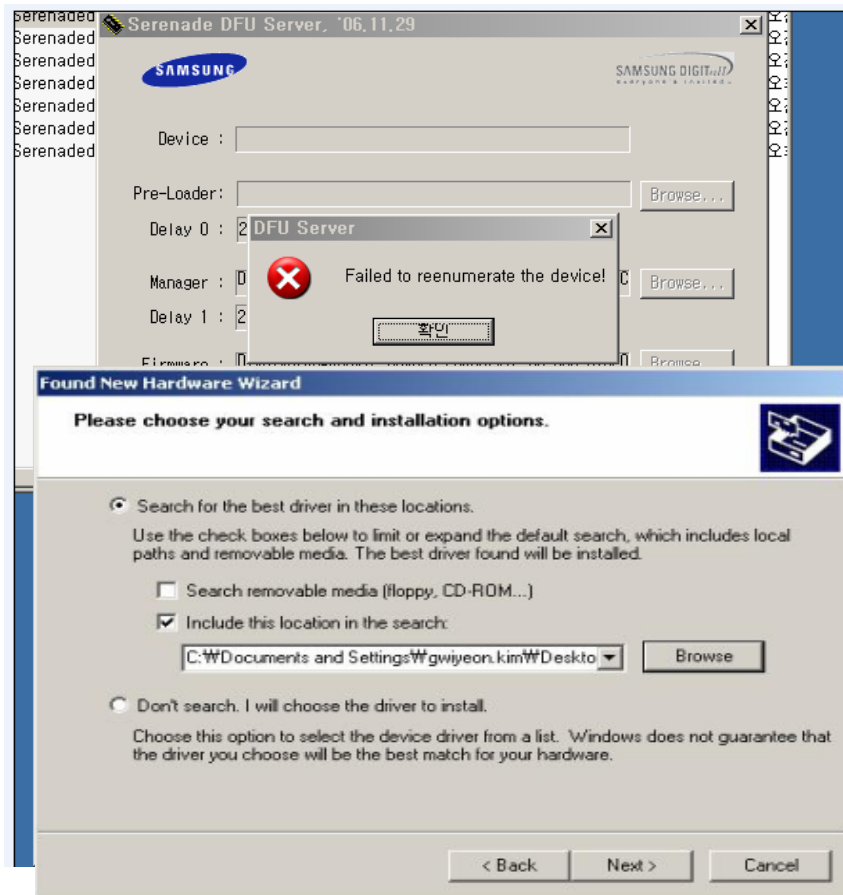 Serenaded
Serenade DFU Server, '06.11.29
Serenaded
SAMSUNG
SAMSUNG DIGITall
everyone's invited..
Serenaded
Serenaded
Serenaded
Serenaded
Serenaded
Device :
Pre-Loader:
Browse...
Delay 0 : 2
DFU Server
Failed to reenumerate the device!
Manager : D
C
Browse...
확인
Delay 1 : 2
Firmware :
Browse...
Found New Hardware Wizard
Please choose your search and installation options.
Search for the best driver in these locations.
Use the check boxes below to limit or expand the default search, which includes local
paths and removable media. The best driver found will be installed.
Search removable media (floppy, CD-ROM...)
Include this location in the search:
C:₩Documents and Settings₩gwiyeon.kim₩Deskto
Browse
Don't search. I will choose the driver to install.
Choose this option to select the device driver from a list. Windows does not guarantee that
the driver you choose will be the best match for your hardware.
< Back
Next >
Cancel